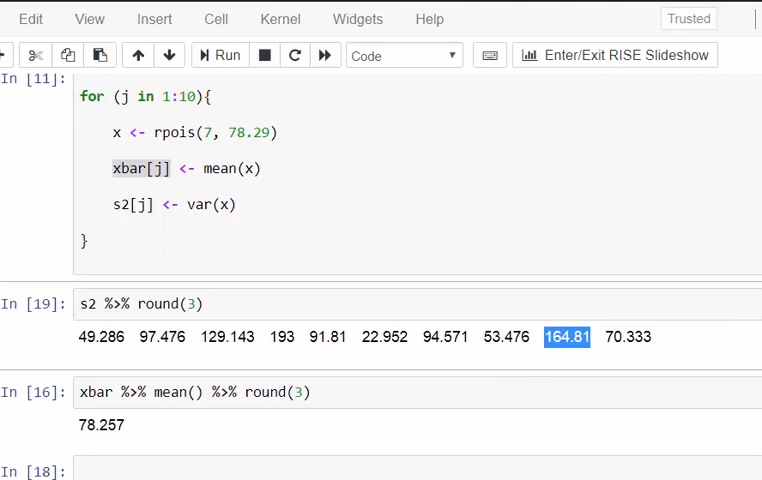 Edit View Insert Cell Kernel Widgets Help Trusted
Run Code Enter/Exit RISE Slideshow
In [11]:
for (j in 1:10){
x <- rpois(7, 78.29)
xbar[j] <- mean(x)
s2[j] <- var(x)
}
In [19]: s2 %>% round(3)
49.286 97.476 129.143 193 91.81 22.952 94.571 53.476 164.81 70.333
In [16]: xbar %>% mean() %>% round(3)
78.257
In [18]: